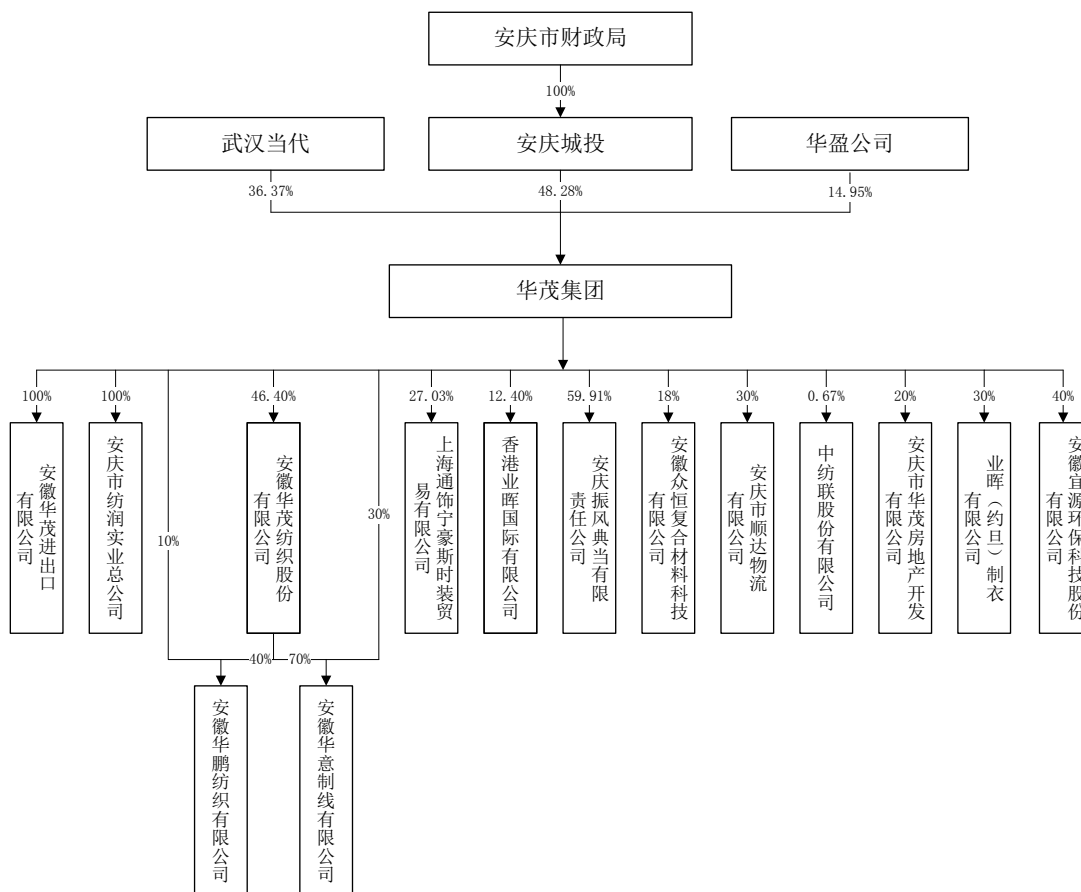 安庆市财政局
100%
武汉当代
安庆城投
华盈公司
36.37%
48.28%
14.95%
华茂集团
100%
100%
46.40%
27.03%
12.40%
59.91%
18%
30%
0.67%
20%
30%
40%
安徽华茂进出口
有限公司
安庆市纺润实业总公司
10%
安徽华茂纺织股份
有限公司
30%
上海通饰宁豪斯时装贸
易有限公司
香港业晖国际有限公司
安庆振风典当有限
责任公司
安徽众恒复合材料科技
有限公司
安庆市顺达物流
有限公司
中纺联股份有限公司
安庆市华茂房地产开发
有限公司
业晖（约旦）制衣
有限公司
安徽宜源环保科技股份
有限公司
40%
70%
安徽华鹏纺织有限公司
安徽华意制线有限公司